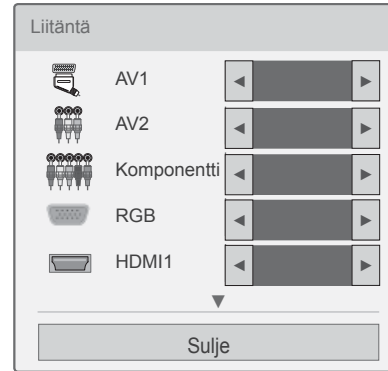 Liitäntä
AV1
AV2
Komponentti
RGB
HDMI1
Sulje